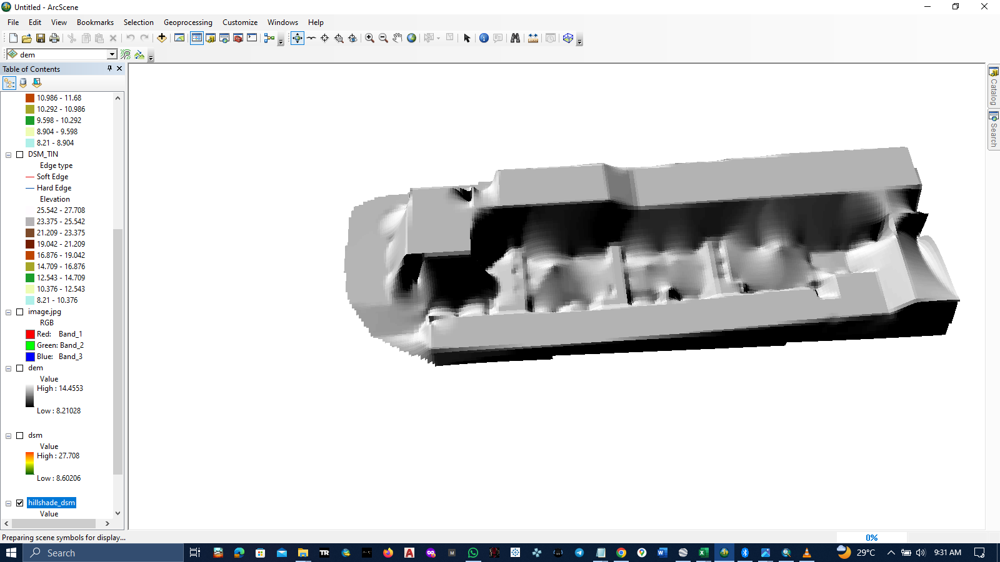 Untitled - ArcScene
File Edit View Bookmarks Selection Geoprocessing Customize Windows Help
dem
Table of Contents
10.986 - 11.68
10.292 - 10.986
9.598 - 10.292
8.904 - 9.598
8.21 - 8.904
DSM_TIN
Edge type
Soft Edge
Hard Edge
Elevation
25.542 - 27.708
23.375 - 25.542
21.209 - 23.375
19.042 - 21.209
16.876 - 19.042
14.709 - 16.876
12.543 - 14.709
10.376 - 12.543
8.21 - 10.376
image.jpg
RGB
Red: Band_1
Green: Band_2
Blue: Band_3
dem
Value
High : 14.4553
Low : 8.21028
dsm
Value
High : 27.708
Low : 8.60206
hillshade_dsm
Value
Catalog
Search
Preparing scene symbols for display...
0%
Search
TR
29°C
9:31 AM